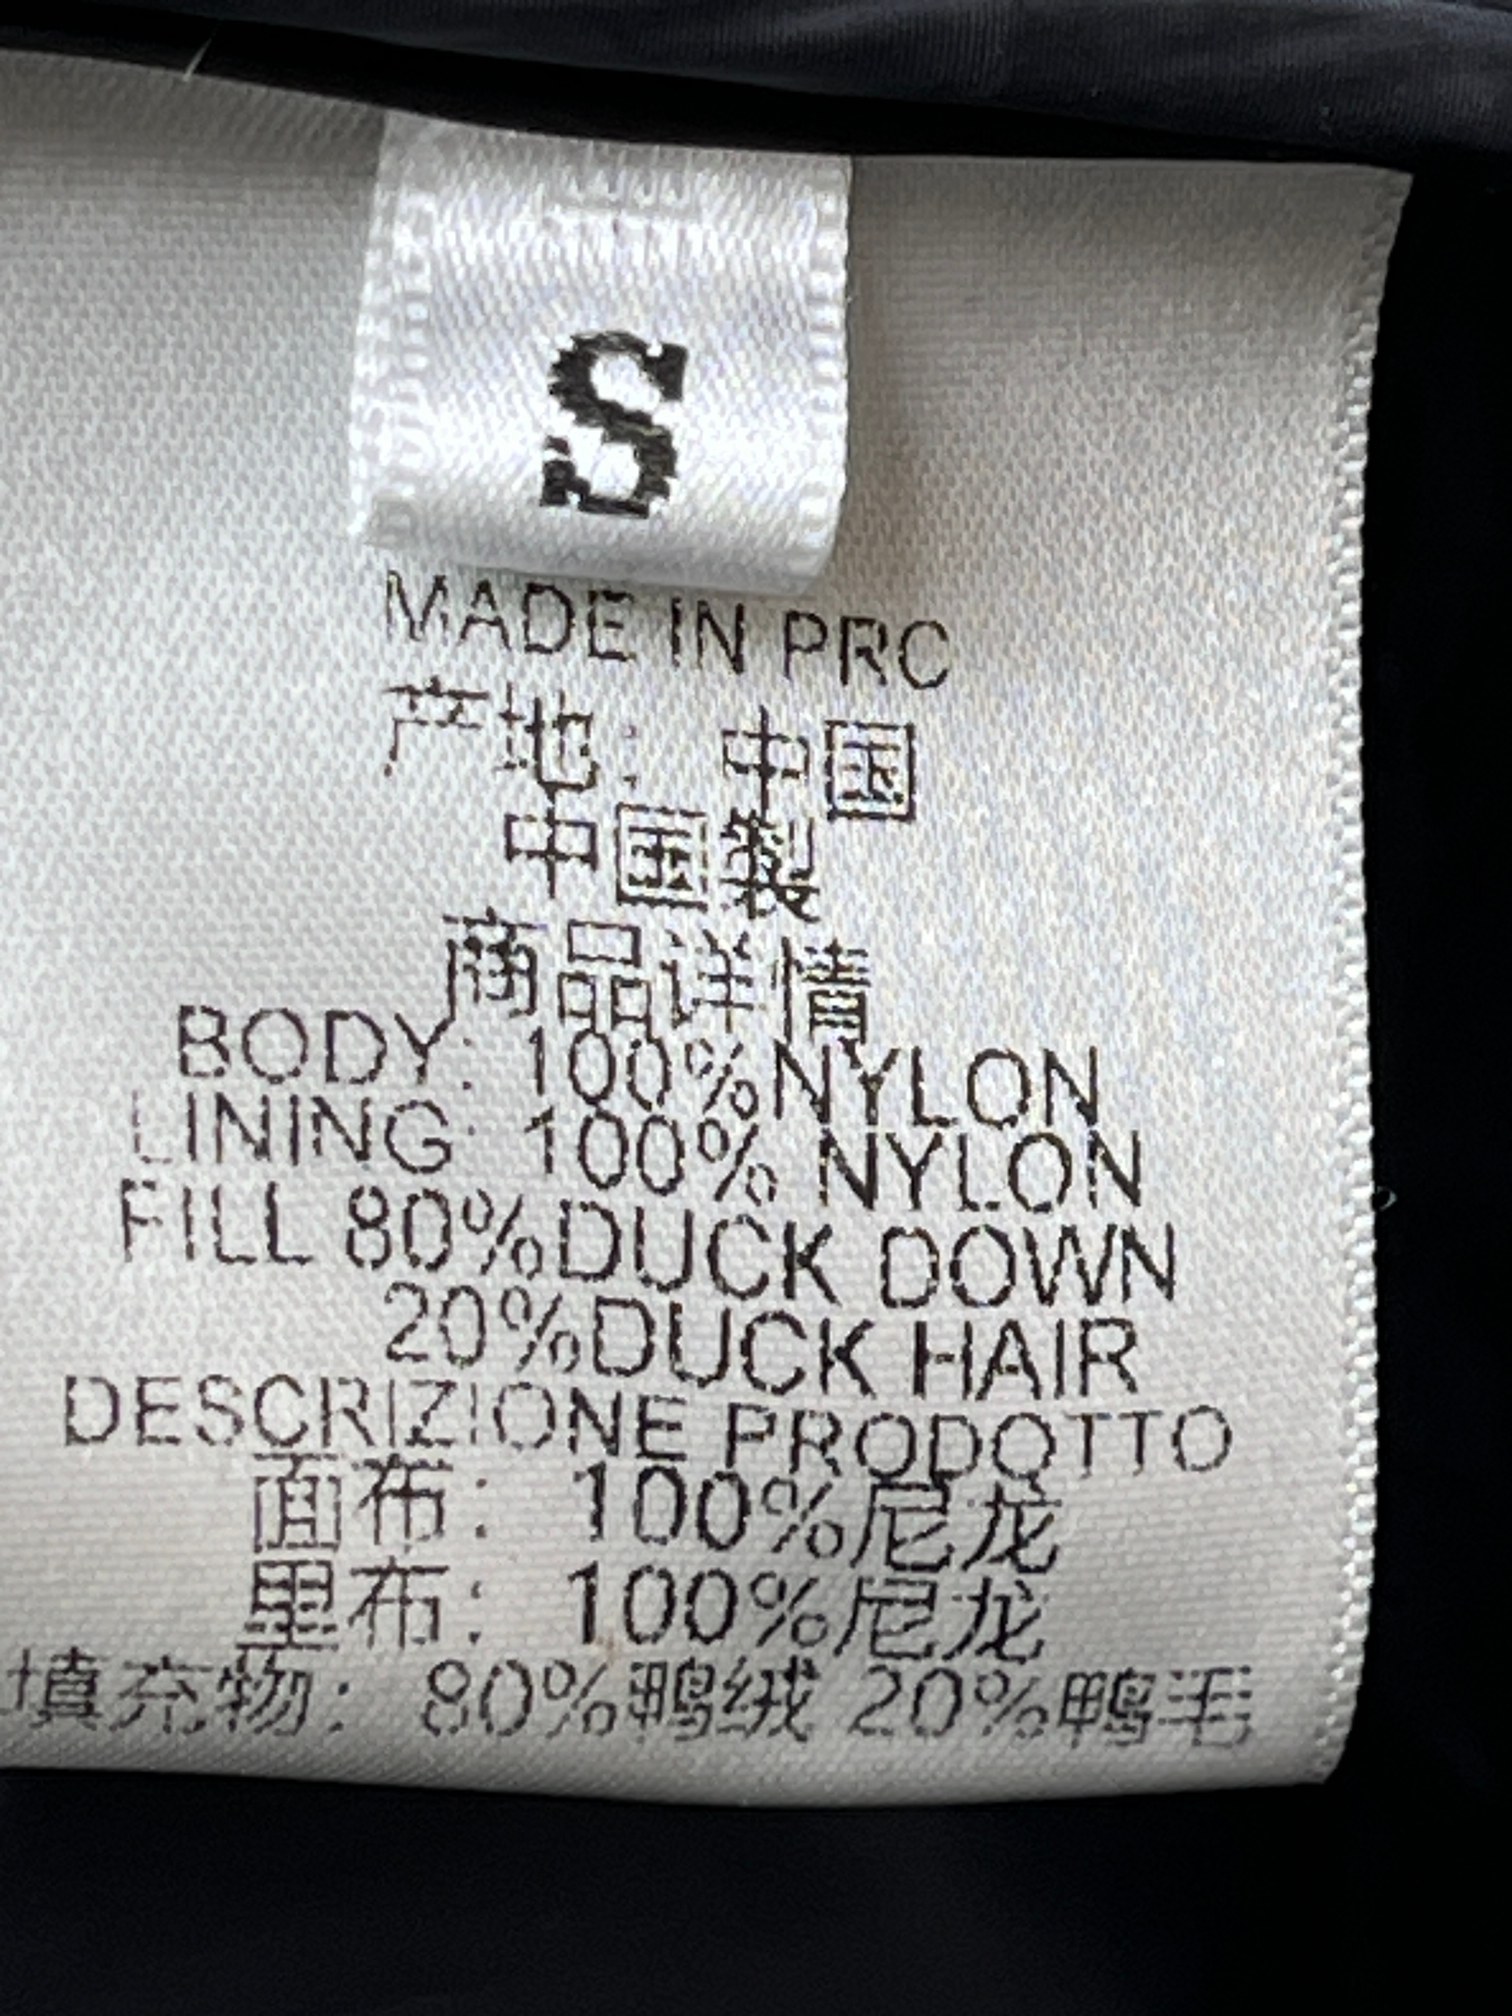 S
MADE IN PRC
产地: 中国
中国製
商品详情
BODY: 100%NYLON
LINING: 100% NYLON
FILL 80%DUCK DOWN
20%DUCK HAIR
DESCRIZIONE PRODOTTO
面布: 100%尼龙
里布: 100%尼龙
填充物: 80%鸭绒 20%鸭毛